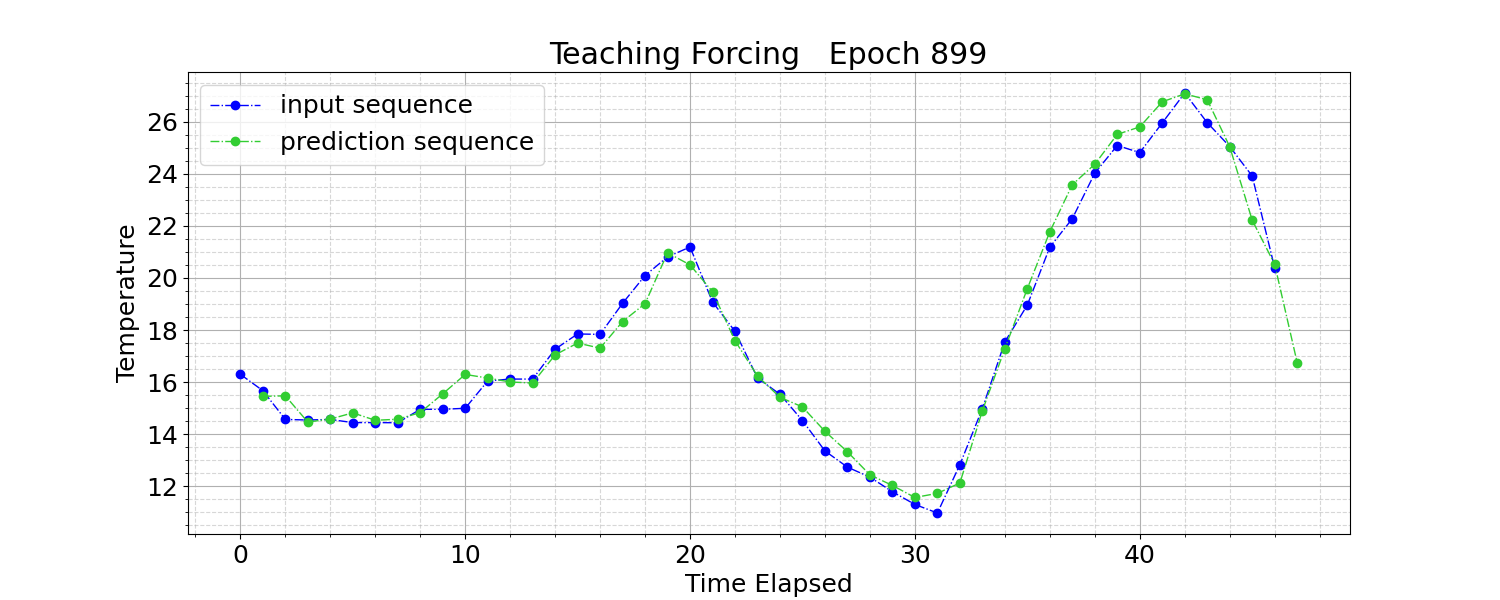 Teaching Forcing   Epoch 899
input sequence
prediction sequence
Temperature
26
24
22
20
18
16
14
12
0 10 20 30 40
Time Elapsed